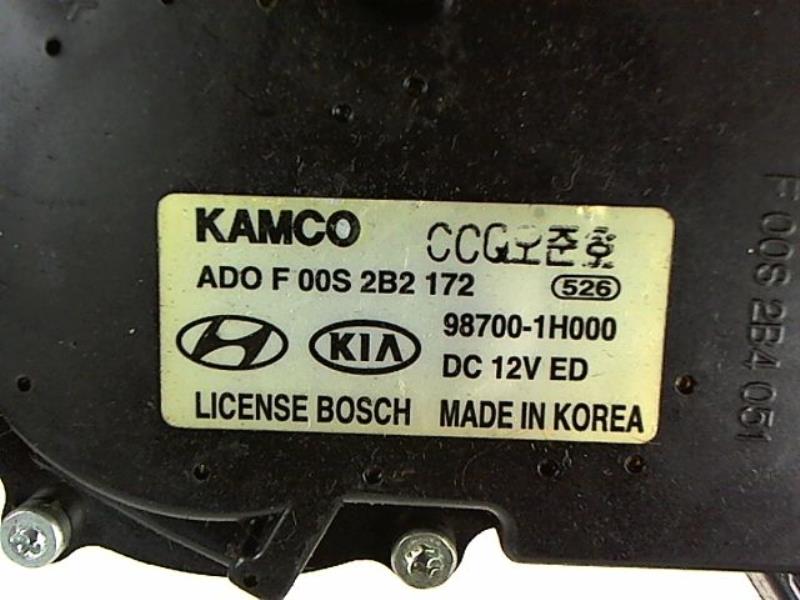 KAMCO CCG오준호
ADO F 00S 2B2 172 526
KIA 98700-1H000
DC 12V ED
LICENSE BOSCH MADE IN KOREA
F 00S 2B4 051